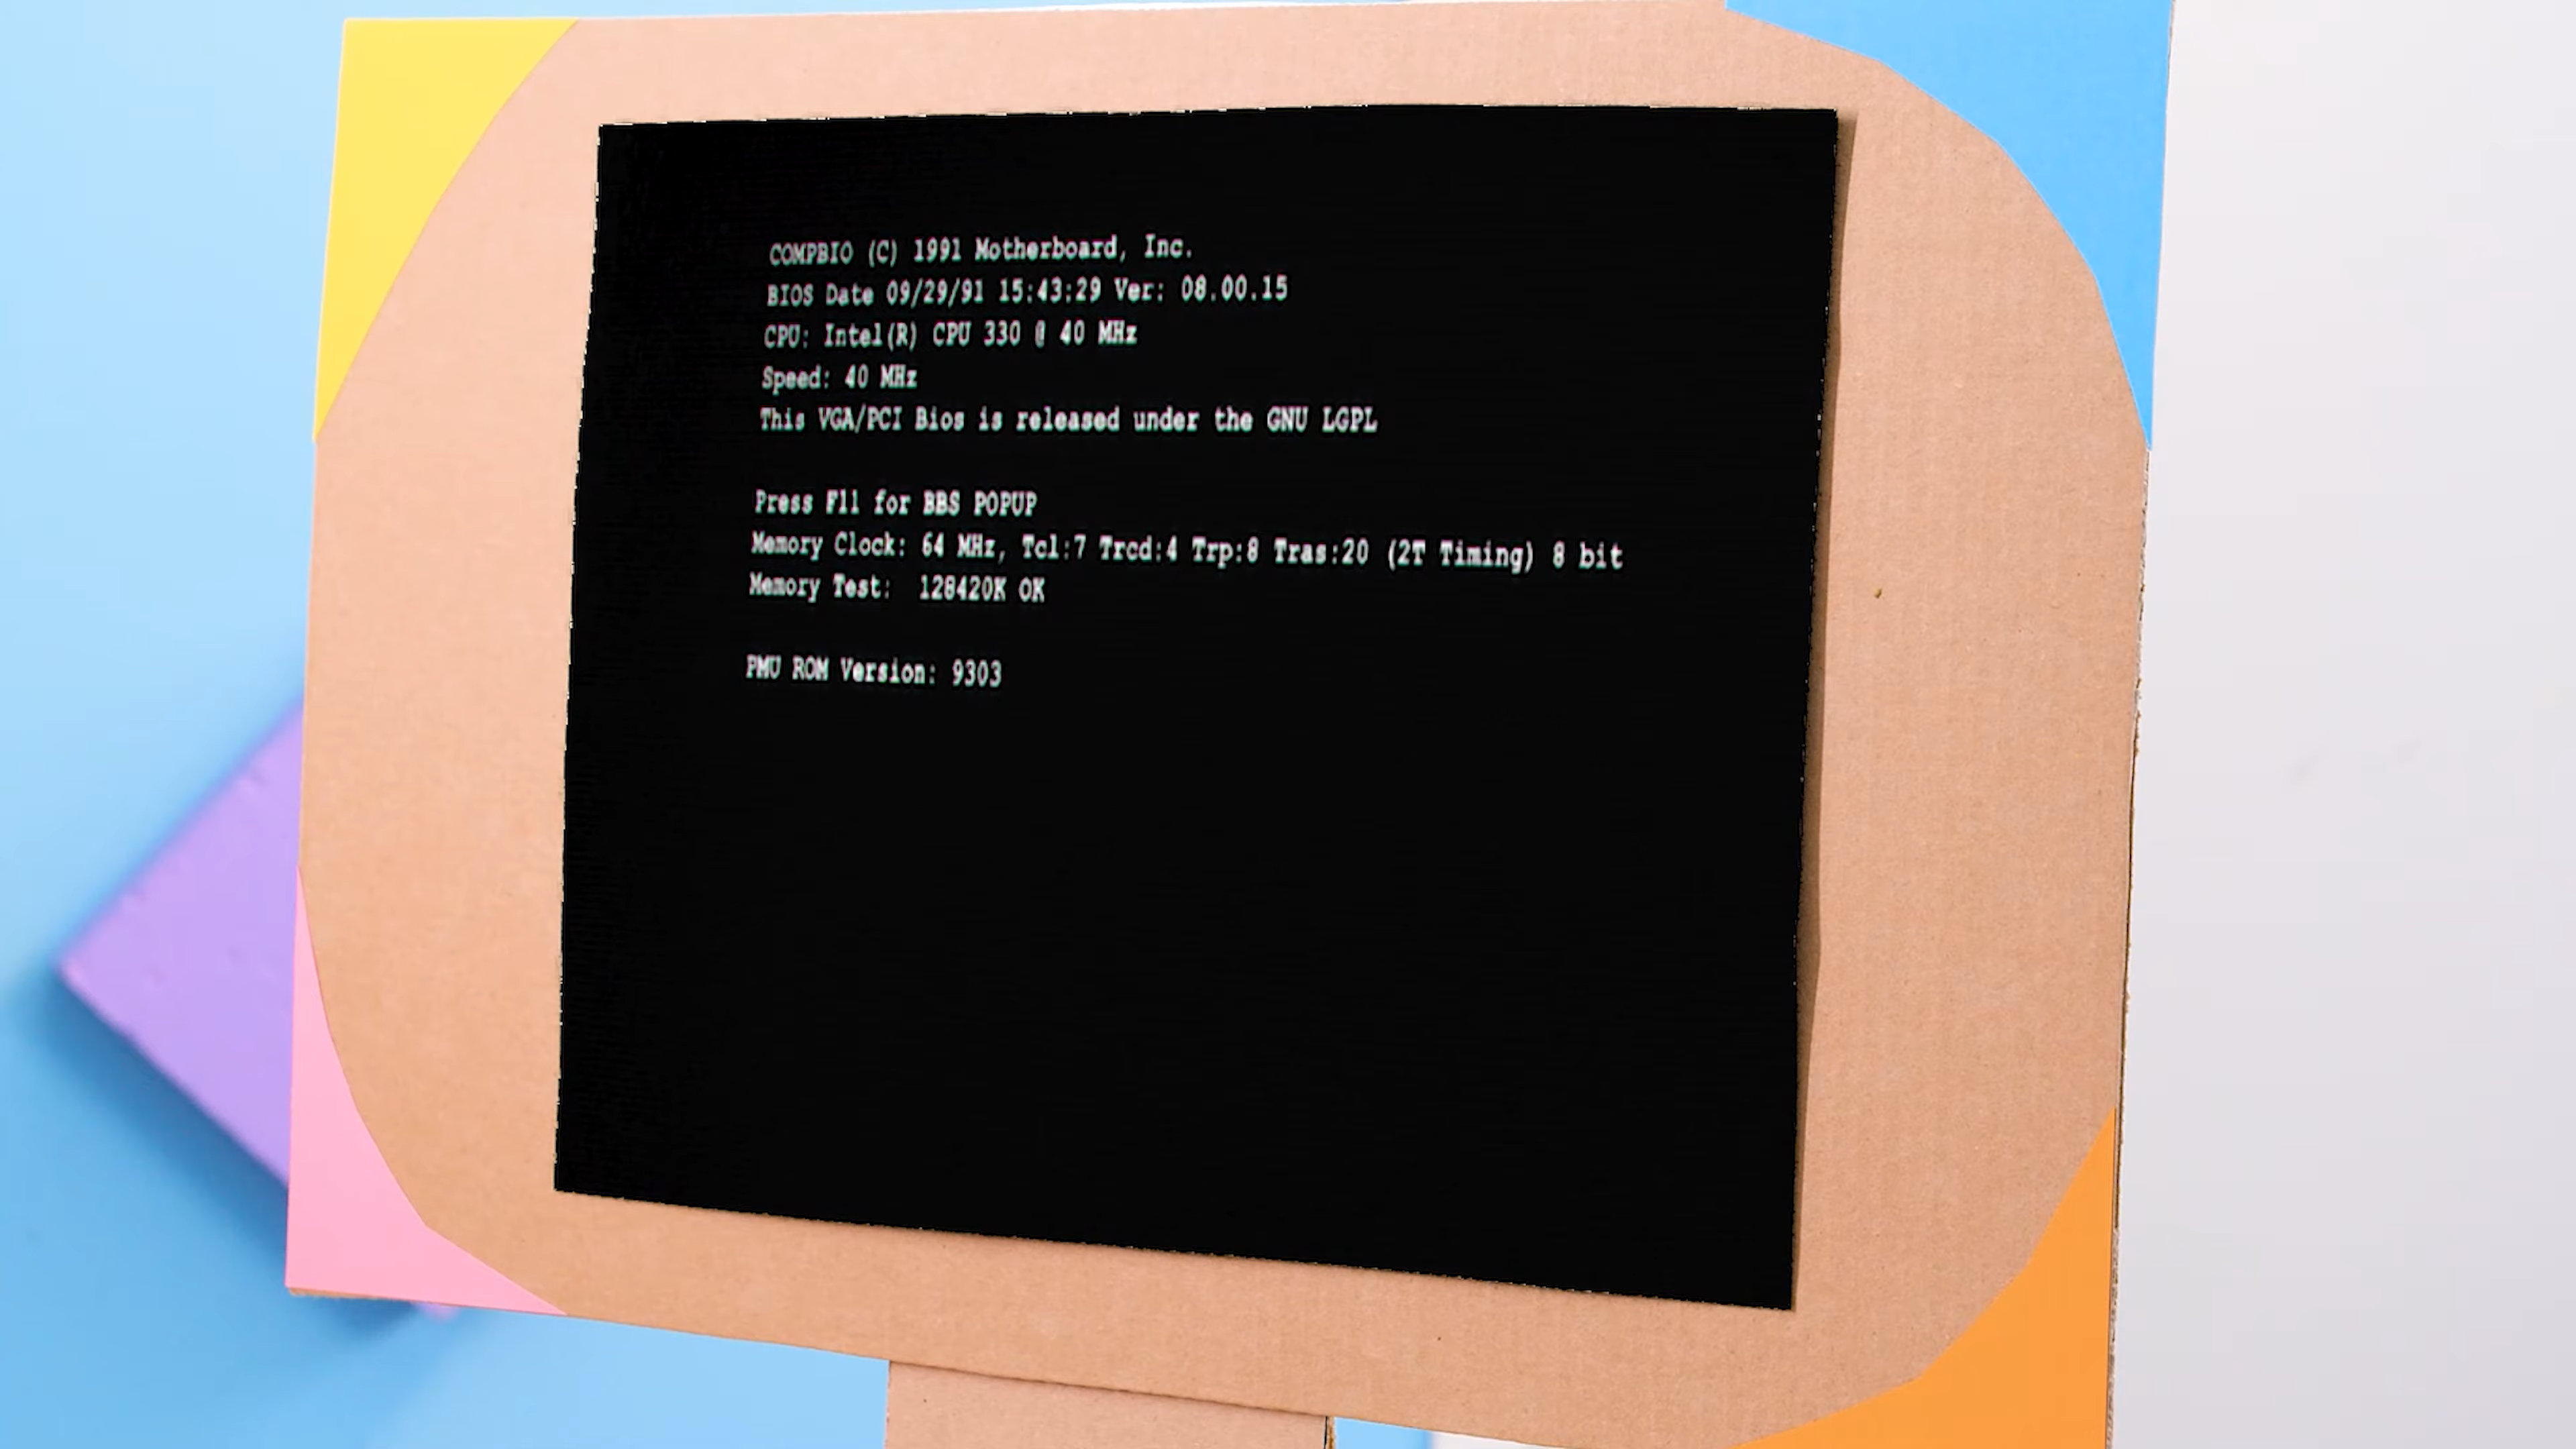 COMPBIO (C) 1991 Motherboard, Inc.
BIOS Date 09/29/91 15:43:29 Ver: 08.00.15
CPU: Intel(R) CPU 330 @ 40 MHz
Speed: 40 MHz
This VGA/PCI Bios is released under the GNU LGPL
Press F11 for BBS POPUP
Memory Clock: 64 MHz, Tcl:7 Trcd:4 Trp:8 Tras:20 (2T Timing) 8 bit
Memory Test: 128420K OK
PMU ROM Version: 9303